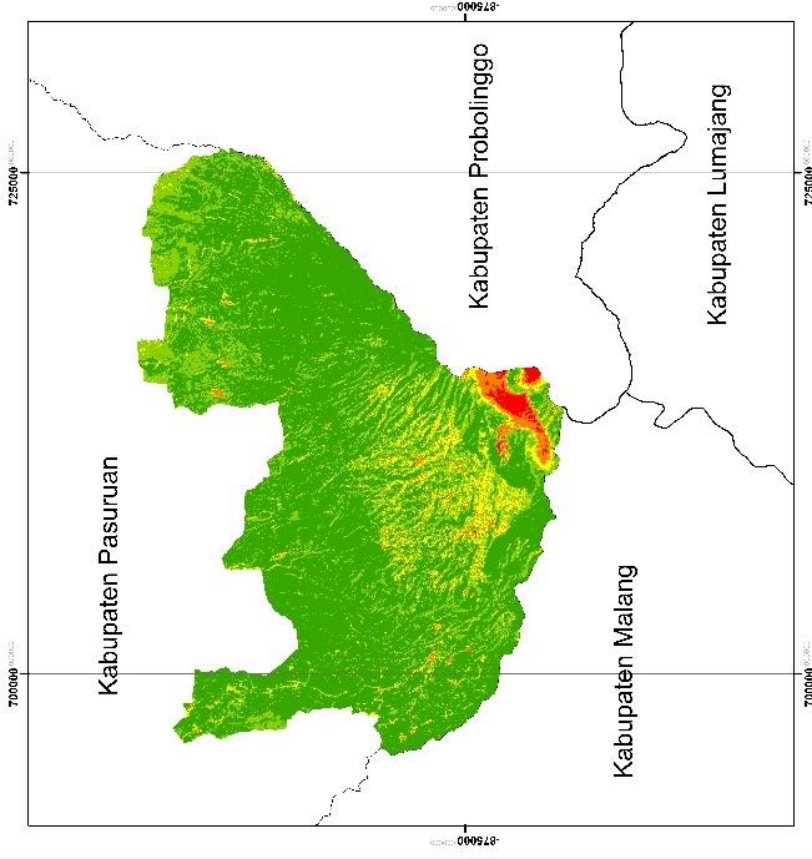 -875000
725000
725000
Kabupaten Probolinggo
Kabupaten Lumajang
Kabupaten Pasuruan
Kabupaten Malang
700000
700000
-875000